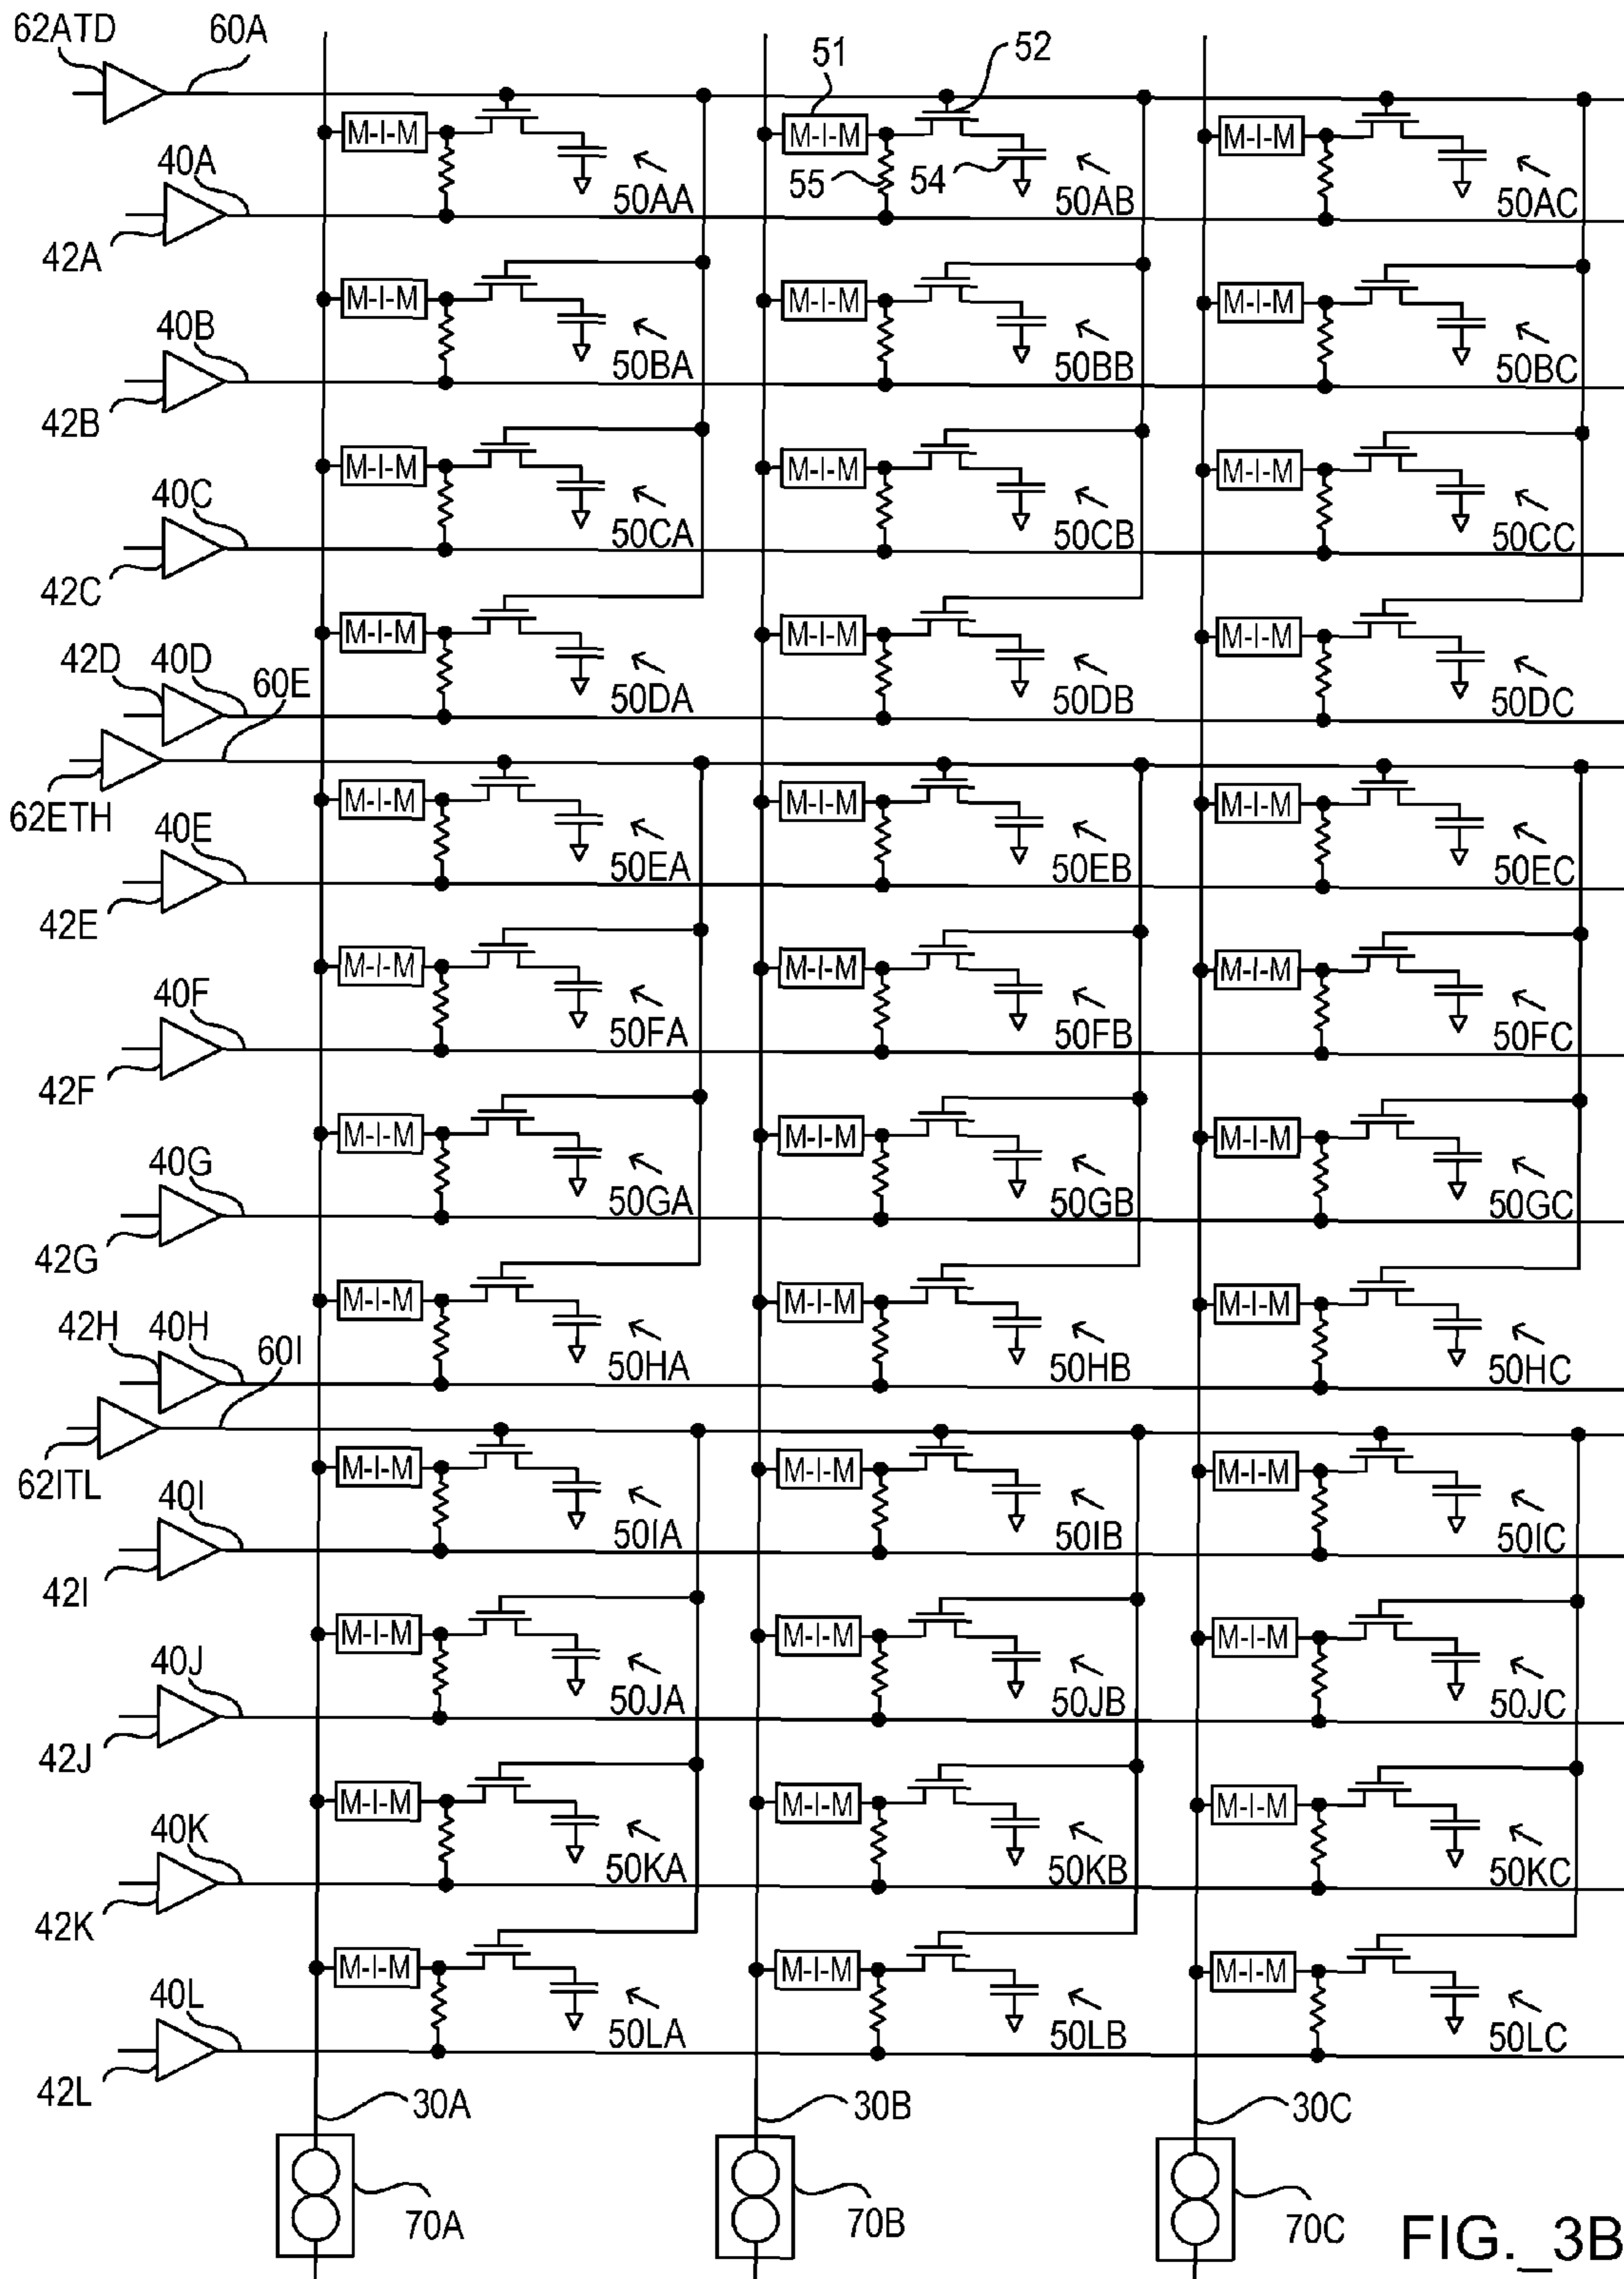 62ATD 60A 51 52
M-I-M M-I-M M-I-M
40A 55 54
50AA 50AB 50AC
42A
M-I-M M-I-M M-I-M
40B
50BA 50BB 50BC
42B
M-I-M M-I-M M-I-M
40C
50CA 50CB 50CC
42C
M-I-M M-I-M M-I-M
42D 40D 60E
50DA 50DB 50DC
M-I-M M-I-M M-I-M
62ETH
40E
50EA 50EB 50EC
42E
M-I-M M-I-M M-I-M
40F
50FA 50FB 50FC
42F
M-I-M M-I-M M-I-M
40G
50GA 50GB 50GC
42G
M-I-M M-I-M M-I-M
42H 40H 60I
50HA 50HB 50HC
M-I-M M-I-M M-I-M
62ITL
40I
50IA 50IB 50IC
42I
M-I-M M-I-M M-I-M
40J
50JA 50JB 50JC
42J
M-I-M M-I-M M-I-M
40K
50KA 50KB 50KC
42K
M-I-M M-I-M M-I-M
40L
50LA 50LB 50LC
42L
30A 30B 30C
70A 70B 70C
FIG._3B